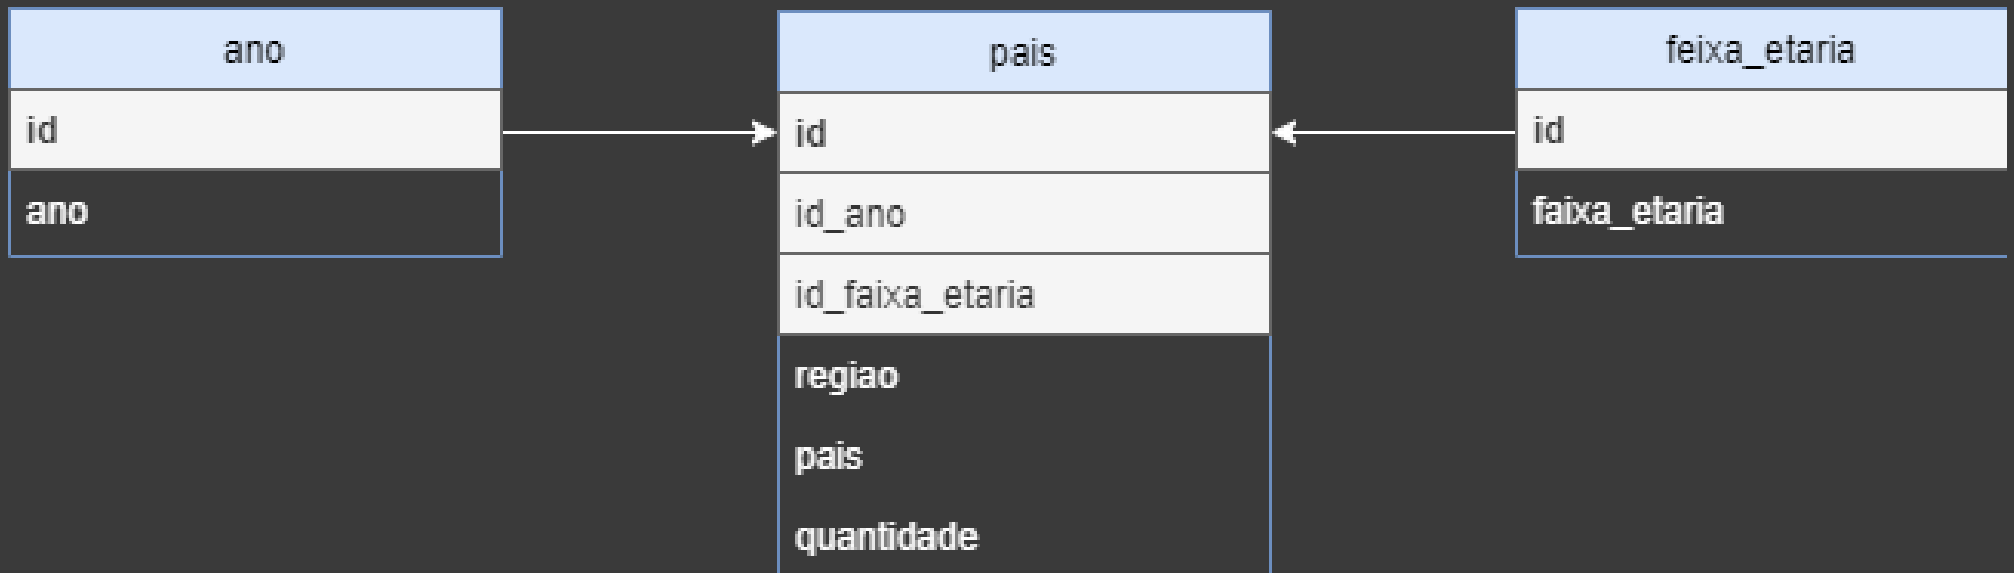 ano
id
ano
pais
id
id_ano
id_faixa_etaria
regiao
pais
quantidade
feixa_etaria
id
faixa_etaria